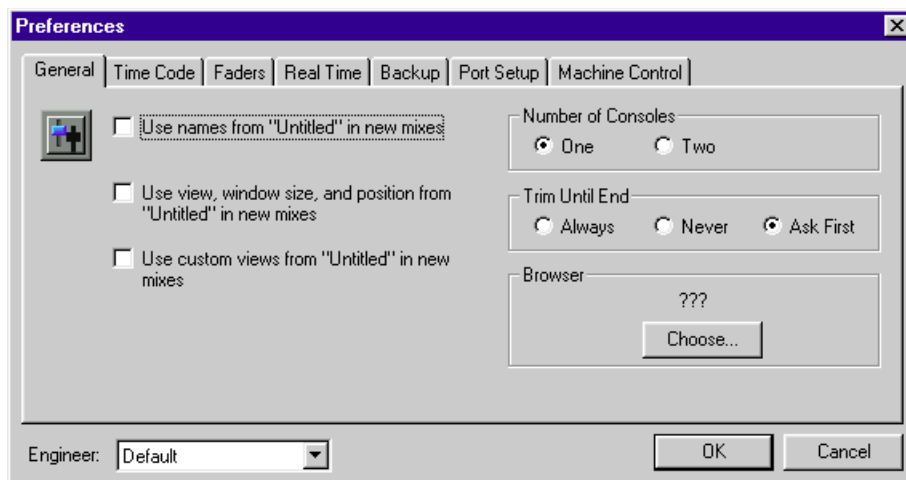 Preferences
General Time Code Faders Real Time Backup Port Setup Machine Control
Use names from "Untitled" in new mixes
Use view, window size, and position from
"Untitled" in new mixes
Use custom views from "Untitled" in new
mixes
Number of Consoles
One Two
Trim Until End
Always Never Ask First
Browser
???
Choose...
Engineer: Default
OK Cancel